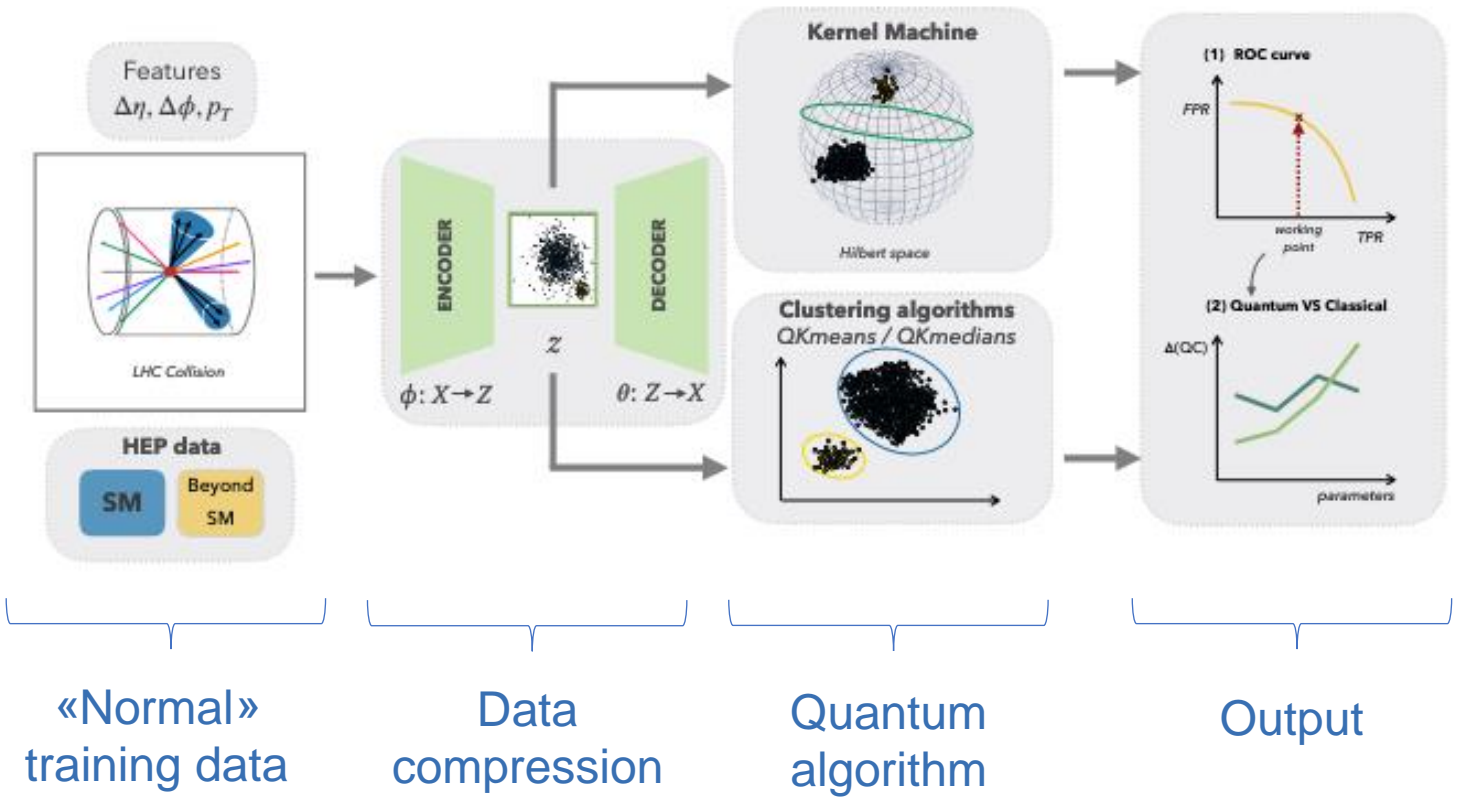 Features
Δη, Δϕ, p_T
LHC Collision
HEP data
SM
Beyond
SM
ENCODER
DECODER
z
ϕ: X→Z
θ: Z→X
Kernel Machine
Hilbert space
Clustering algorithms
QKmeans / QKmedians
(1) ROC curve
FPR
working
point
TPR
(2) Quantum VS Classical
Δ(QC)
parameters
«Normal»
training data
Data
compression
Quantum
algorithm
Output